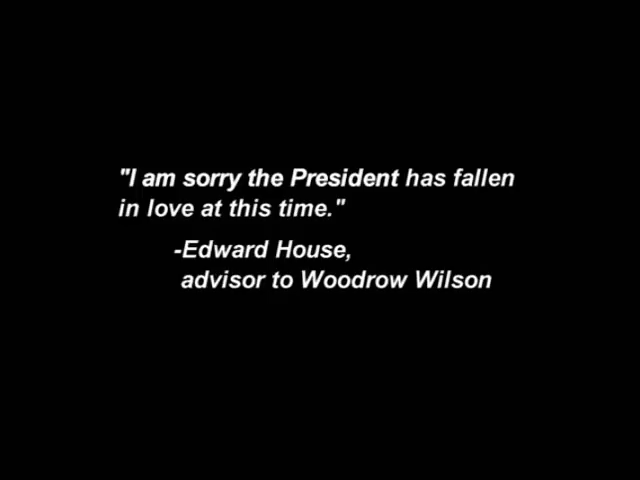 "I am sorry the President has fallen
in love at this time."
-Edward House,
advisor to Woodrow Wilson